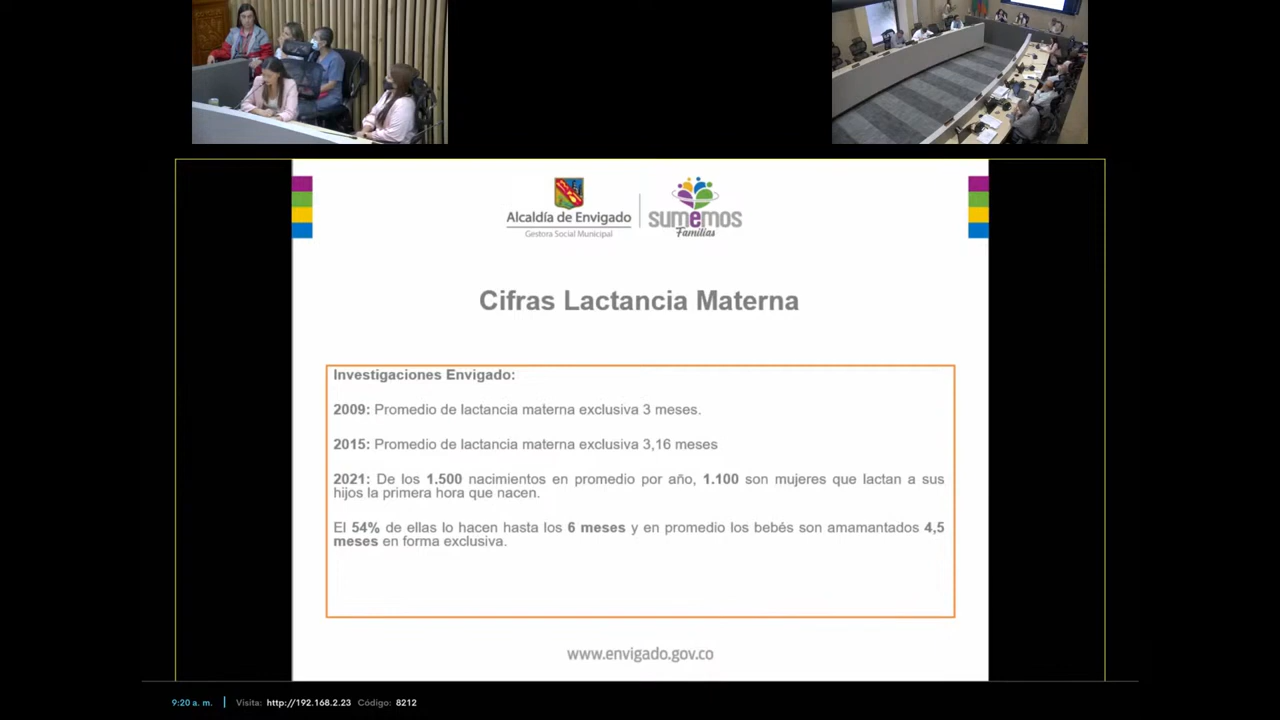 Alcaldía de Envigado
Gestora Social Municipal
sumemos
Familias
Cifras Lactancia Materna
Investigaciones Envigado:
2009: Promedio de lactancia materna exclusiva 3 meses.
2015: Promedio de lactancia materna exclusiva 3,16 meses
2021: De los 1.500 nacimientos en promedio por año, 1.100 son mujeres que lactan a sus
hijos la primera hora que nacen.
El 54% de ellas lo hacen hasta los 6 meses y en promedio los bebés son amamantados 4,5
meses en forma exclusiva.
www.envigado.gov.co
9:20 a. m. | Visita: http://192.168.2.23 Código: 8212